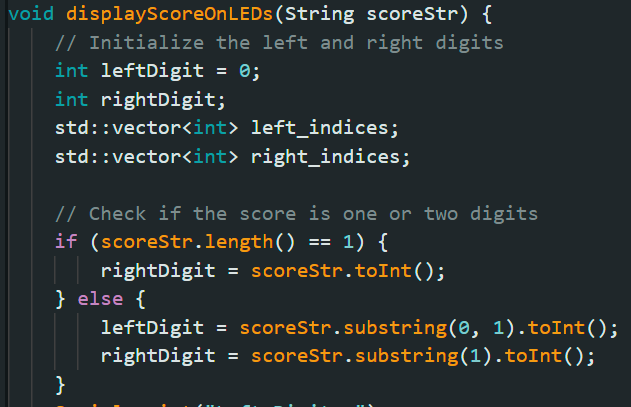 void displayScoreOnLEDs(String scoreStr) {
    // Initialize the left and right digits
    int leftDigit = 0;
    int rightDigit;
    std::vector<int> left_indices;
    std::vector<int> right_indices;

    // Check if the score is one or two digits
    if (scoreStr.length() == 1) {
        rightDigit = scoreStr.toInt();
    } else {
        leftDigit = scoreStr.substring(0, 1).toInt();
        rightDigit = scoreStr.substring(1).toInt();
    }